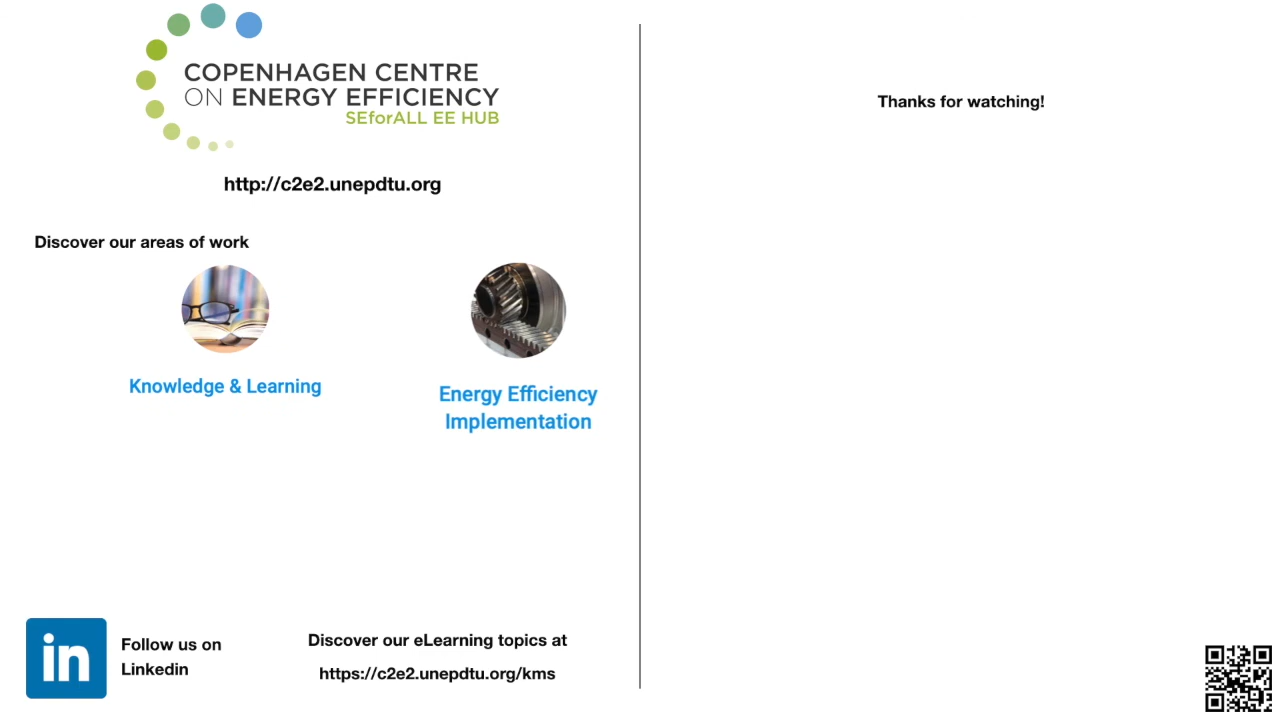 COPENHAGEN CENTRE
ON ENERGY EFFICIENCY
SEforALL EE HUB
http://c2e2.unepdtu.org
Discover our areas of work
Knowledge & Learning
Energy Efficiency
Implementation
in
Follow us on
Linkedin
Discover our eLearning topics at
https://c2e2.unepdtu.org/kms
Thanks for watching!